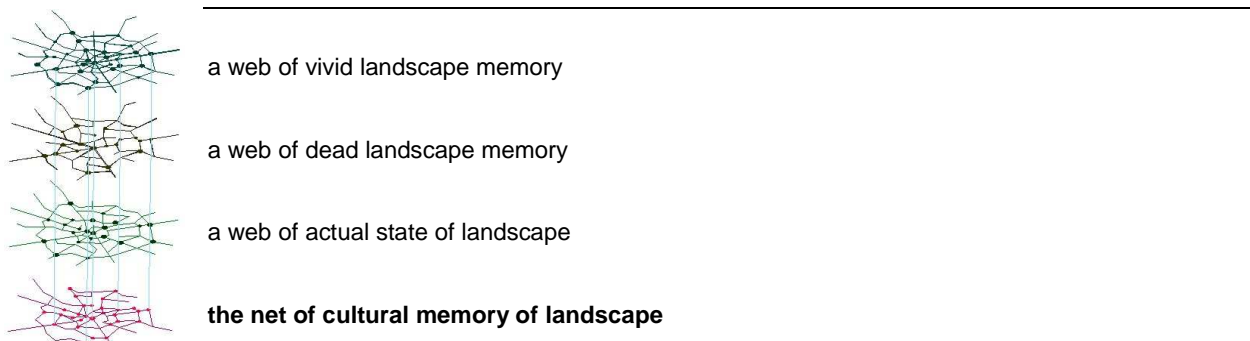 a web of vivid landscape memory
a web of dead landscape memory
a web of actual state of landscape
the net of cultural memory of landscape